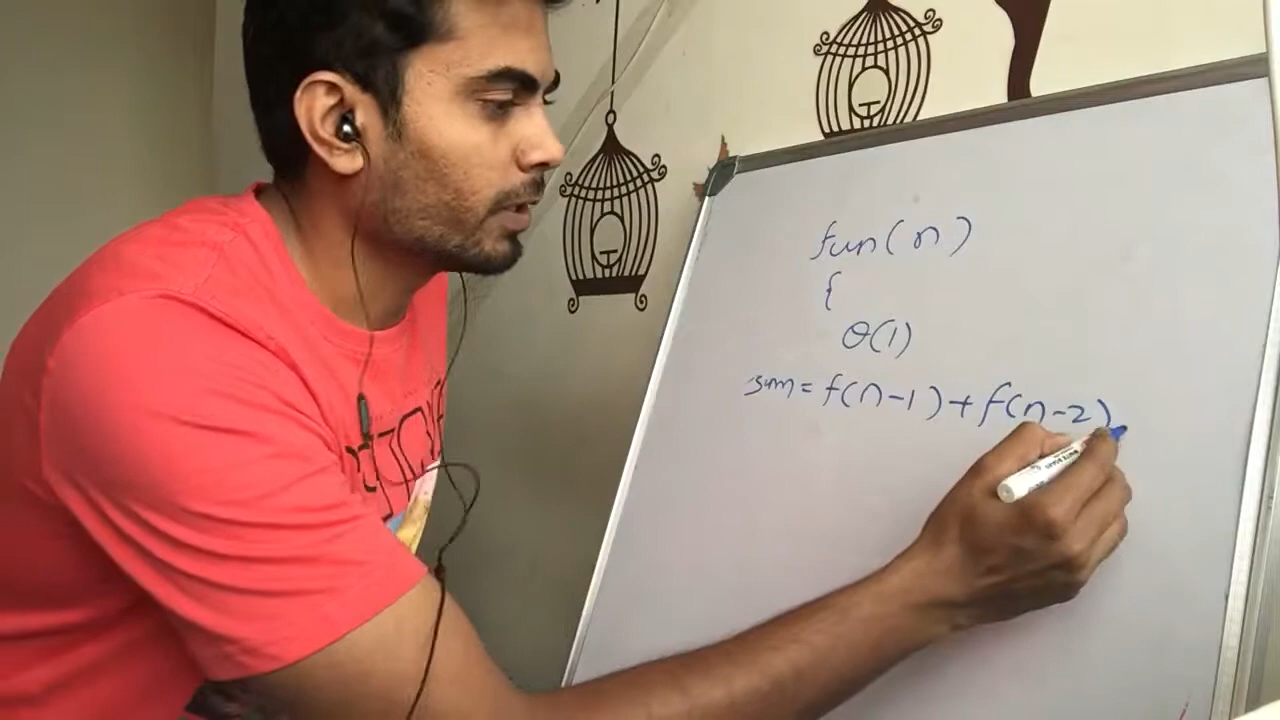 fun(n)
{
θ(1)
sum = f(n-1) + f(n-2)